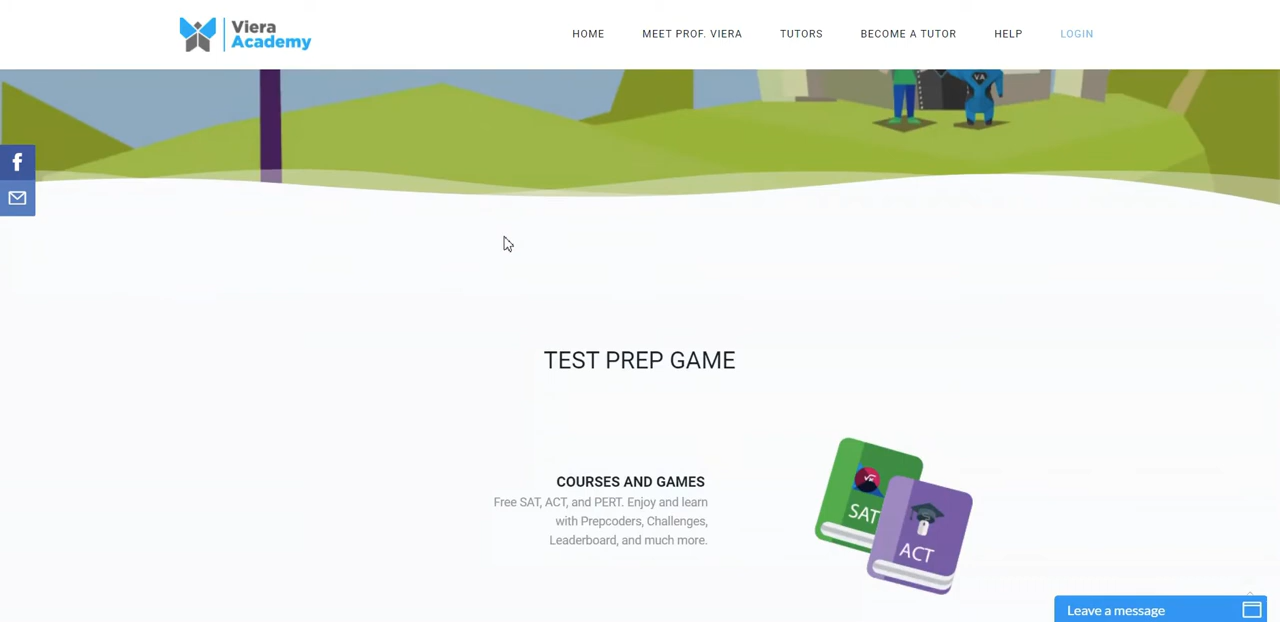 Viera
Academy
HOME
MEET PROF. VIERA
TUTORS
BECOME A TUTOR
HELP
LOGIN
VA
TEST PREP GAME
COURSES AND GAMES
Free SAT, ACT, and PERT. Enjoy and learn
with Prepcoders, Challenges,
Leaderboard, and much more.
SAT
ACT
Leave a message